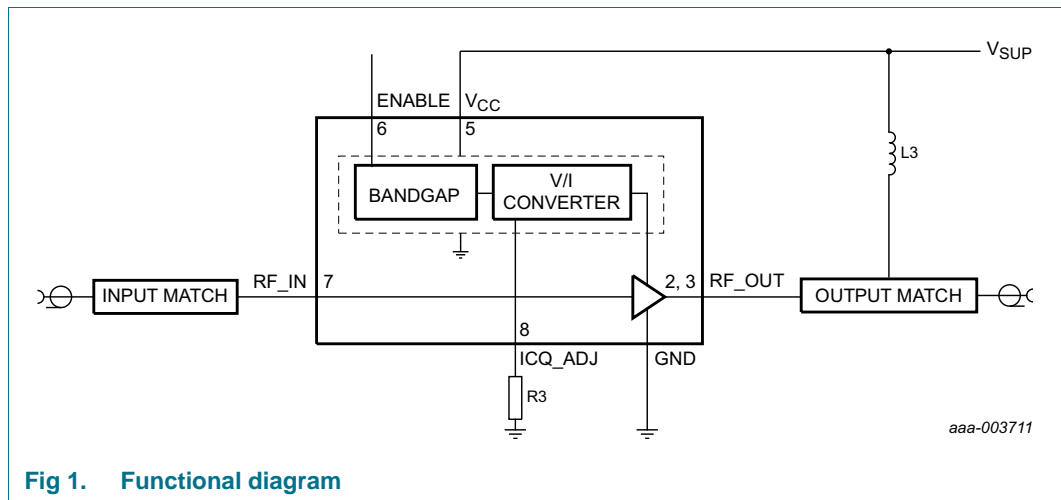 VSUP
ENABLE
VCC
6
5
L3
BANDGAP
V/I
CONVERTER
INPUT MATCH
RF_IN
7
2, 3
RF_OUT
OUTPUT MATCH
8
ICQ_ADJ
GND
R3
aaa-003711
Fig 1. Functional diagram